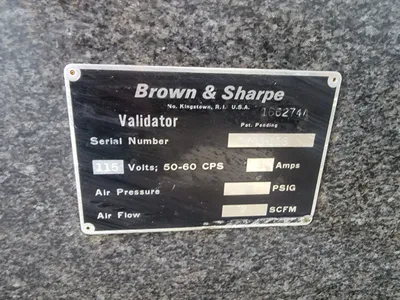 Brown & Sharpe
No. Kingstown, R.I. U.S.A.
Validator
Pat. Pending
Serial Number
115 Volts; 50-60 CPS Amps
Air Pressure PSIG
Air Flow SCFM